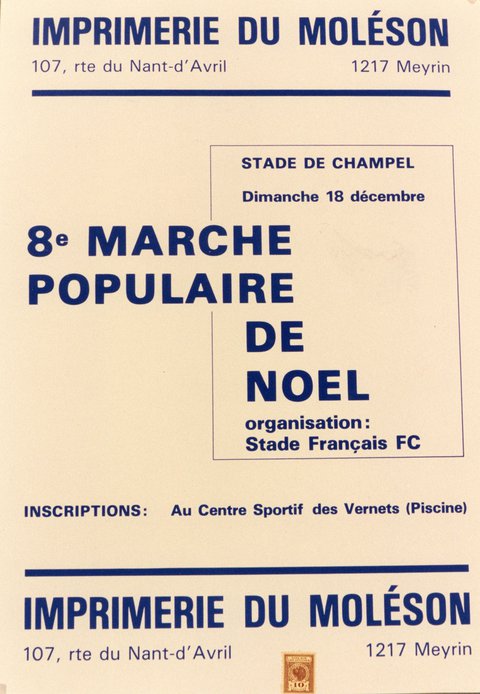 IMPRIMERIE DU MOLÉSON
107, rte du Nant-d'Avril 1217 Meyrin
STADE DE CHAMPEL
Dimanche 18 décembre
8e MARCHE
POPULAIRE
DE
NOEL
organisation:
Stade Français FC
INSCRIPTIONS: Au Centre Sportif des Vernets (Piscine)
IMPRIMERIE DU MOLÉSON
107, rte du Nant-d'Avril 1217 Meyrin
10